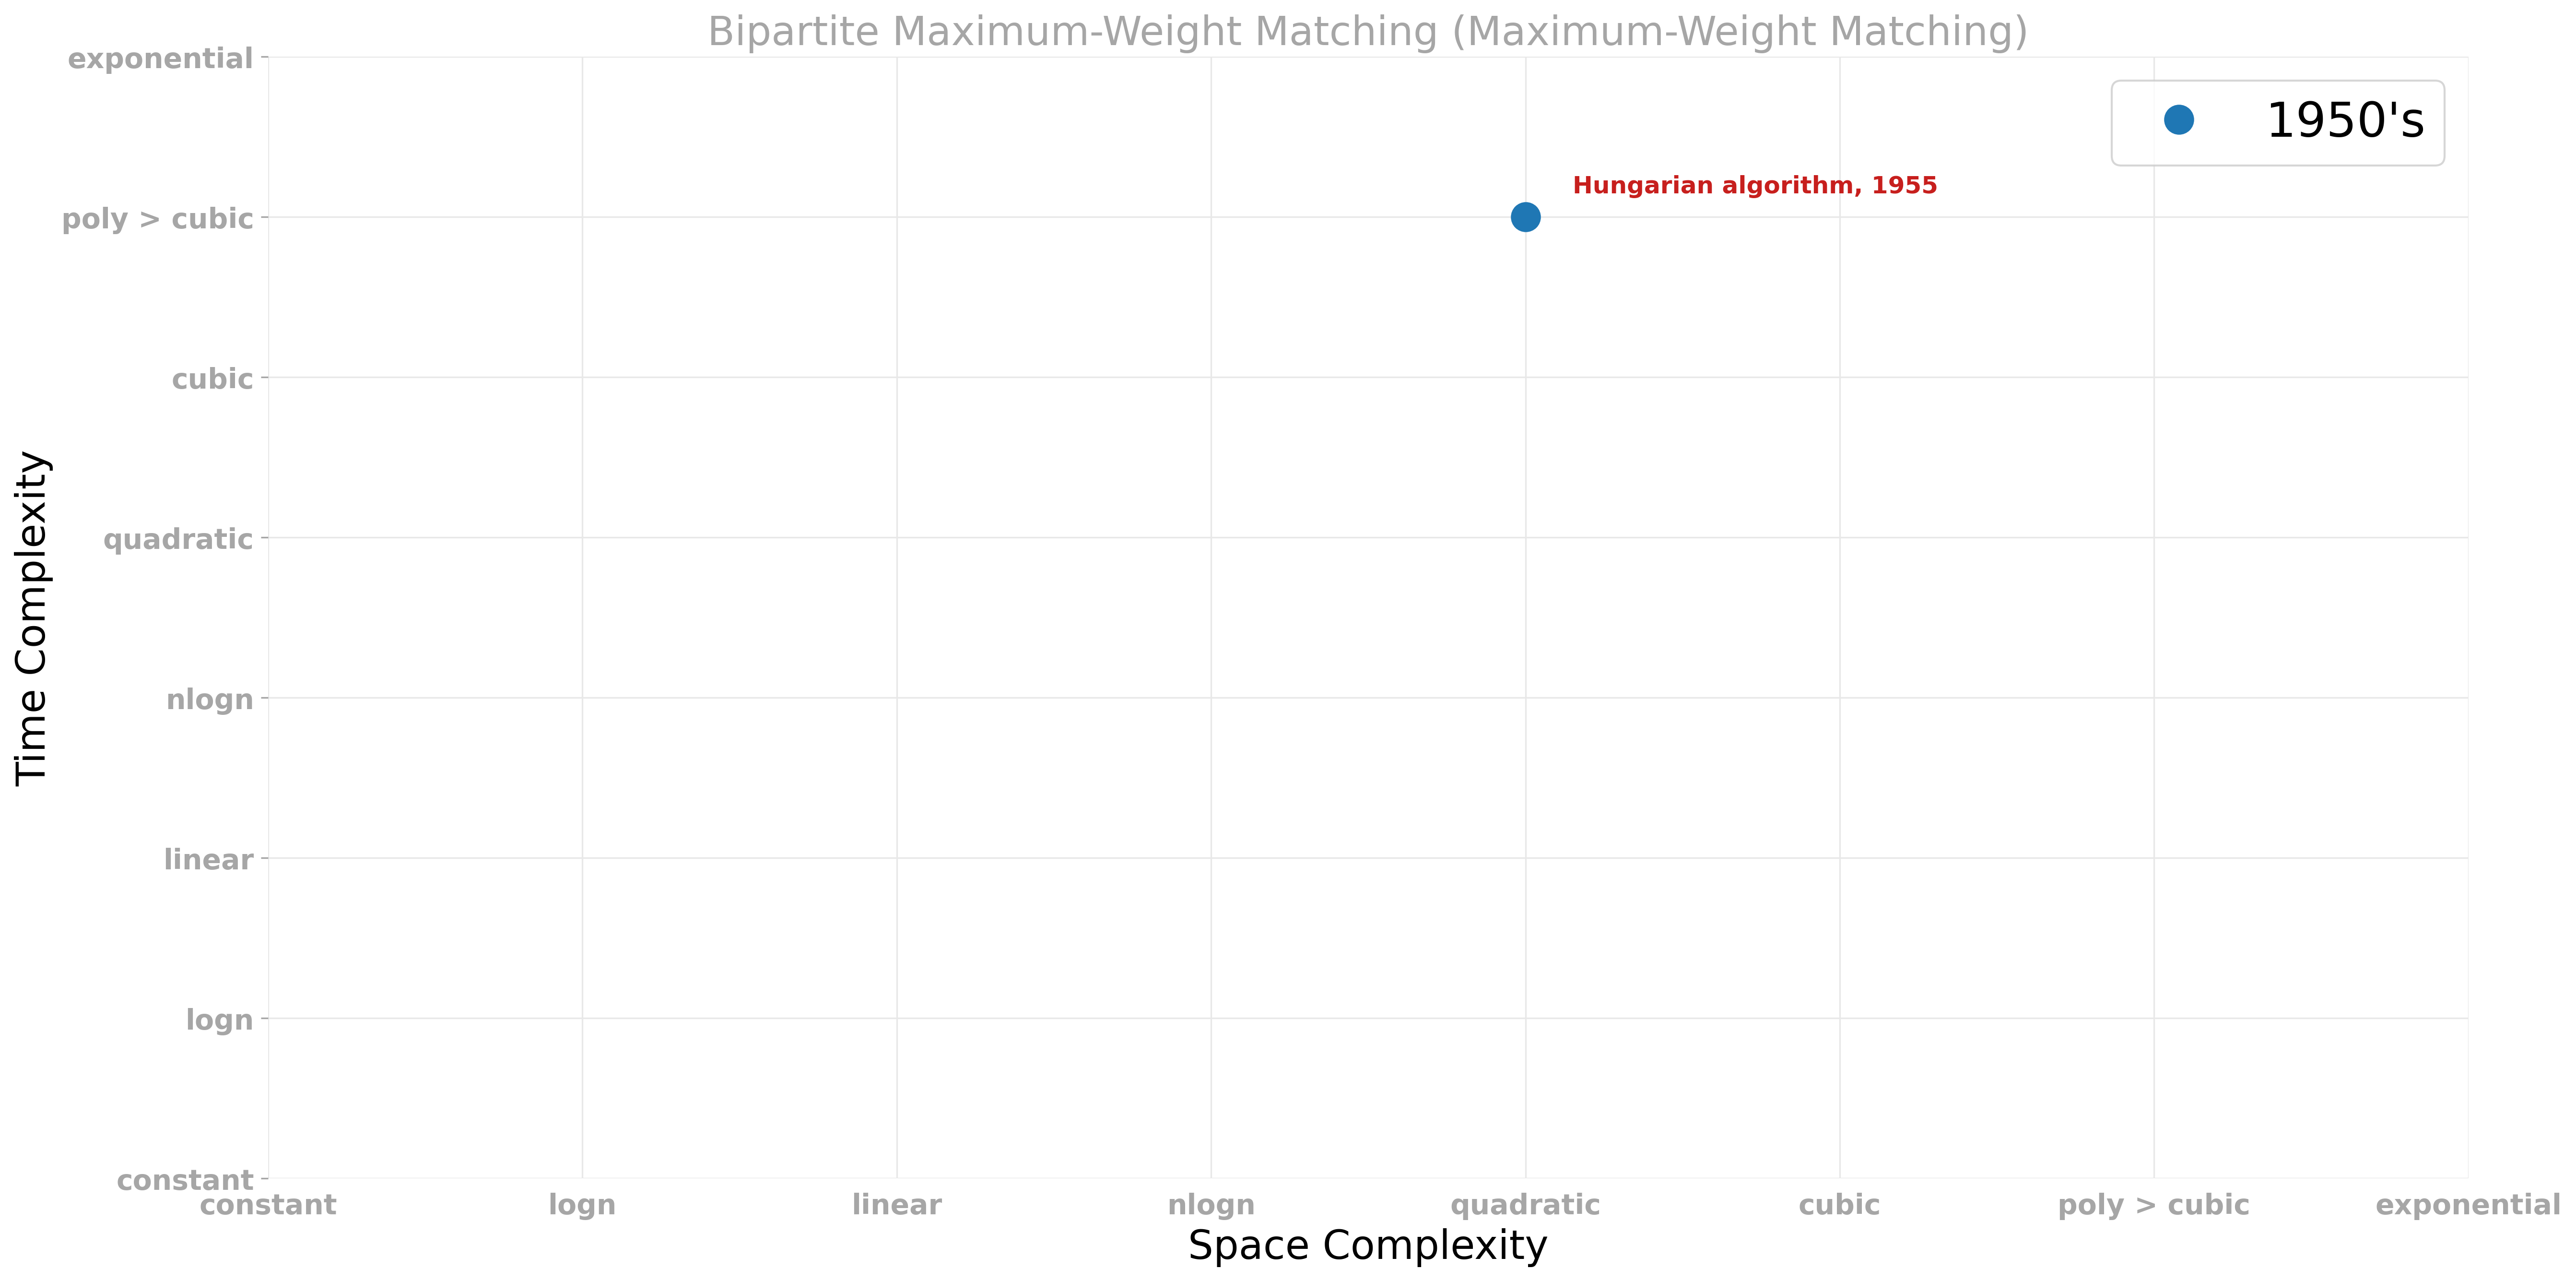 Bipartite Maximum-Weight Matching (Maximum-Weight Matching)
1950's
Hungarian algorithm, 1955
Time Complexity
exponential
poly > cubic
cubic
quadratic
nlogn
linear
logn
constant
constant logn linear nlogn quadratic cubic poly > cubic exponential
Space Complexity